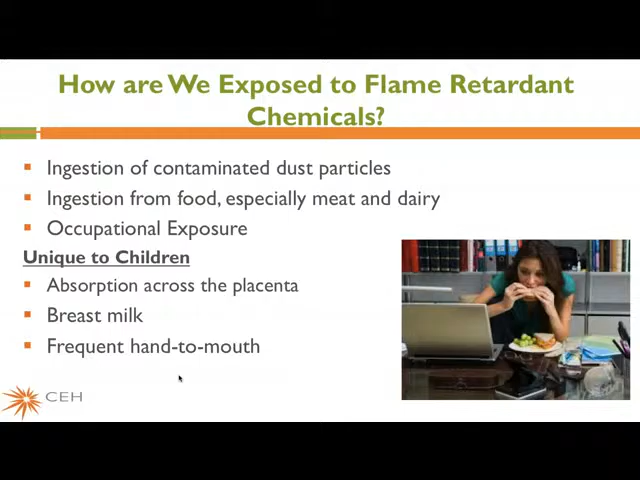 How are We Exposed to Flame Retardant
Chemicals?
Ingestion of contaminated dust particles
Ingestion from food, especially meat and dairy
Occupational Exposure
Unique to Children
Absorption across the placenta
Breast milk
Frequent hand-to-mouth
CEH